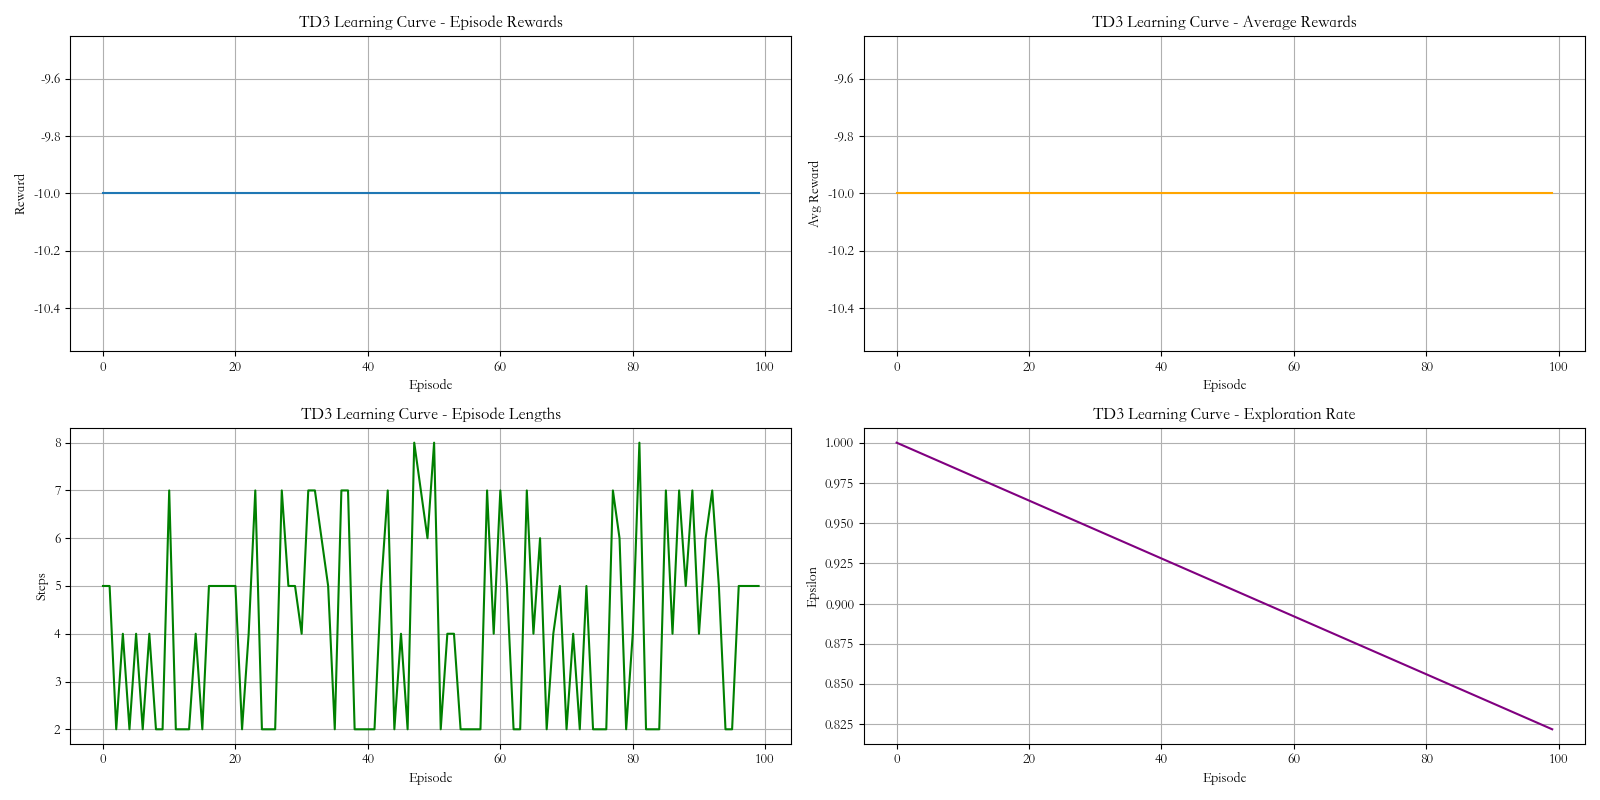 TD3 Learning Curve - Episode Rewards
-9.6
-9.8
-10.0
-10.2
-10.4
Reward
0 20 40 60 80 100
Episode
TD3 Learning Curve - Average Rewards
-9.6
-9.8
-10.0
-10.2
-10.4
Avg Reward
0 20 40 60 80 100
Episode
TD3 Learning Curve - Episode Lengths
8
7
6
5
4
3
2
Steps
0 20 40 60 80 100
Episode
TD3 Learning Curve - Exploration Rate
1.000
0.975
0.950
0.925
0.900
0.875
0.850
0.825
Epsilon
0 20 40 60 80 100
Episode